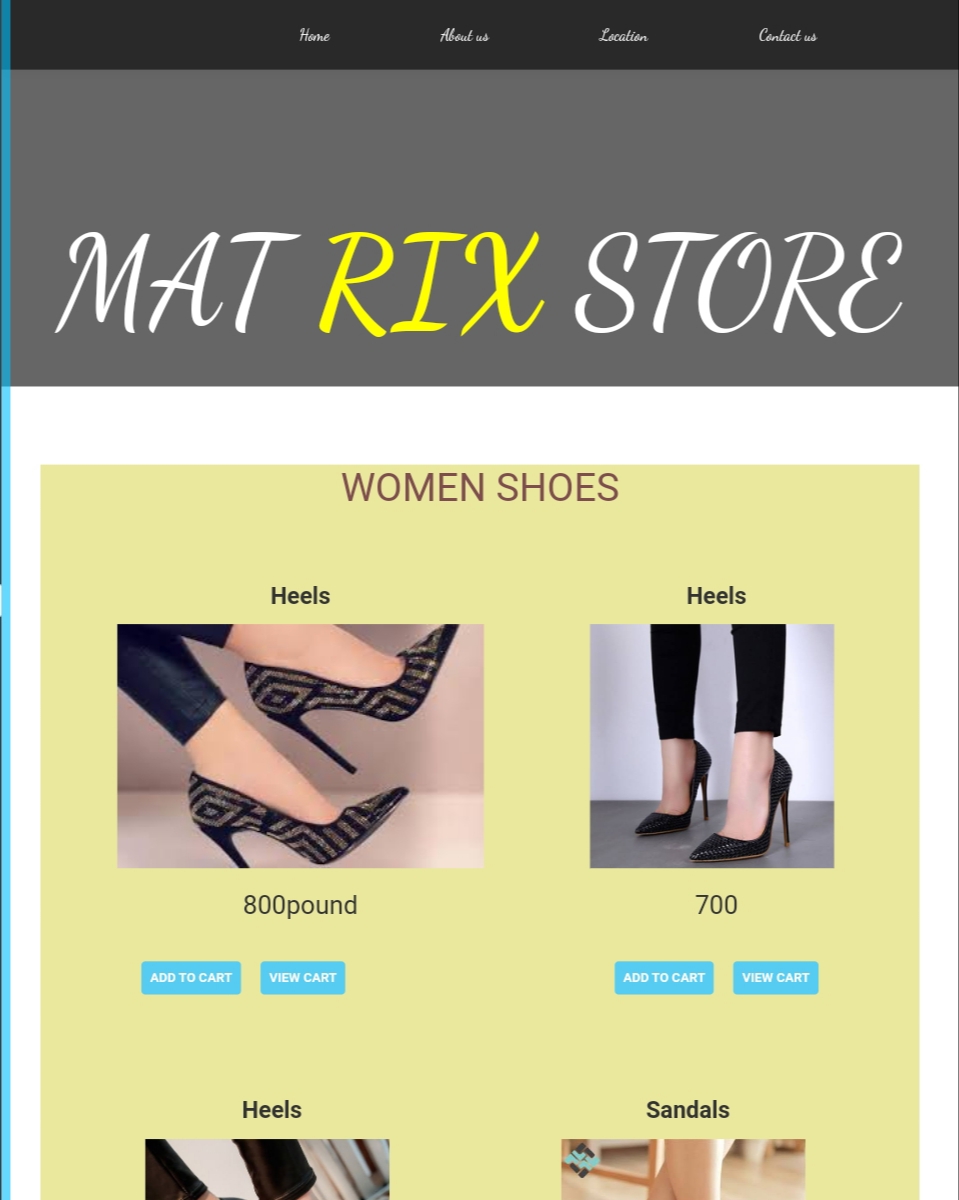 Home About us Location Contact us
MAT RIX STORE
WOMEN SHOES
Heels Heels
800pound 700
ADD TO CART VIEW CART ADD TO CART VIEW CART
Heels Sandals